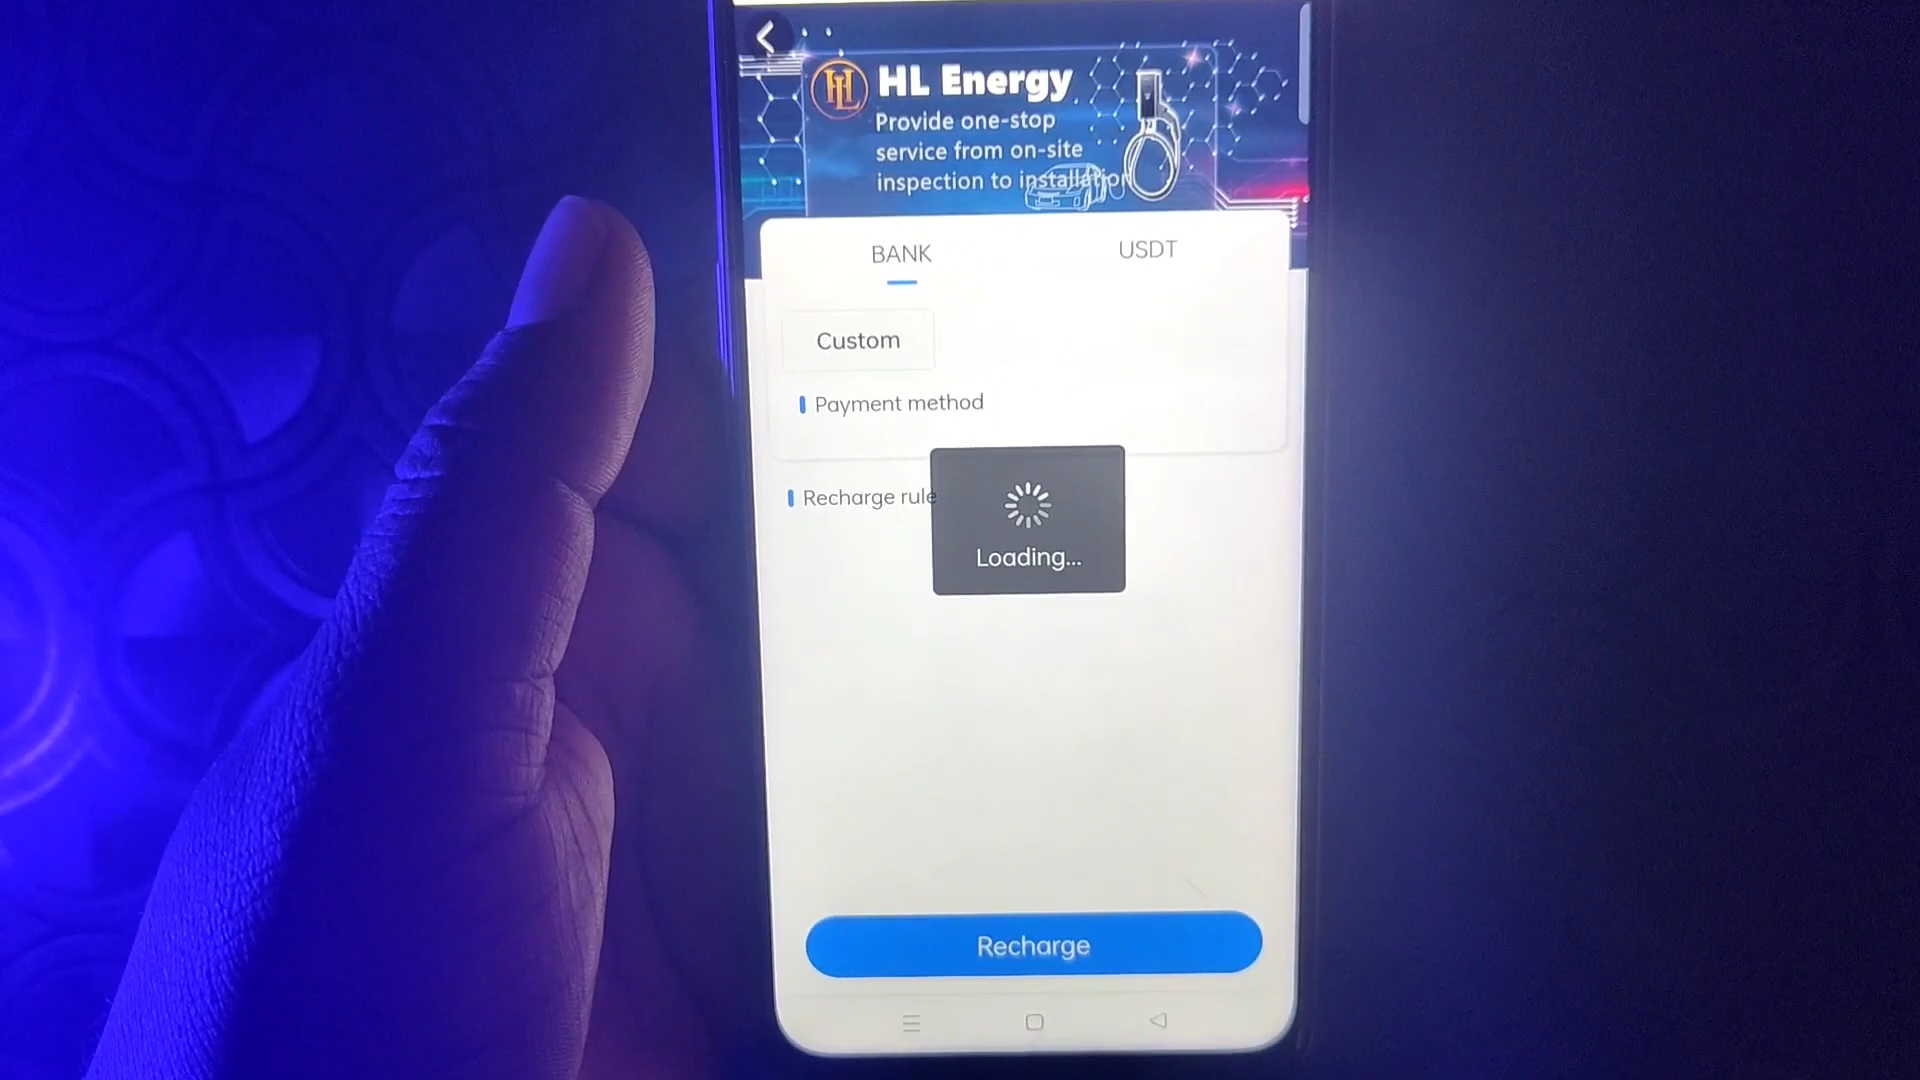 HL Energy
Provide one-stop
service from on-site
inspection to installation
BANK
USDT
Custom
Payment method
Recharge rule
Loading...
Recharge